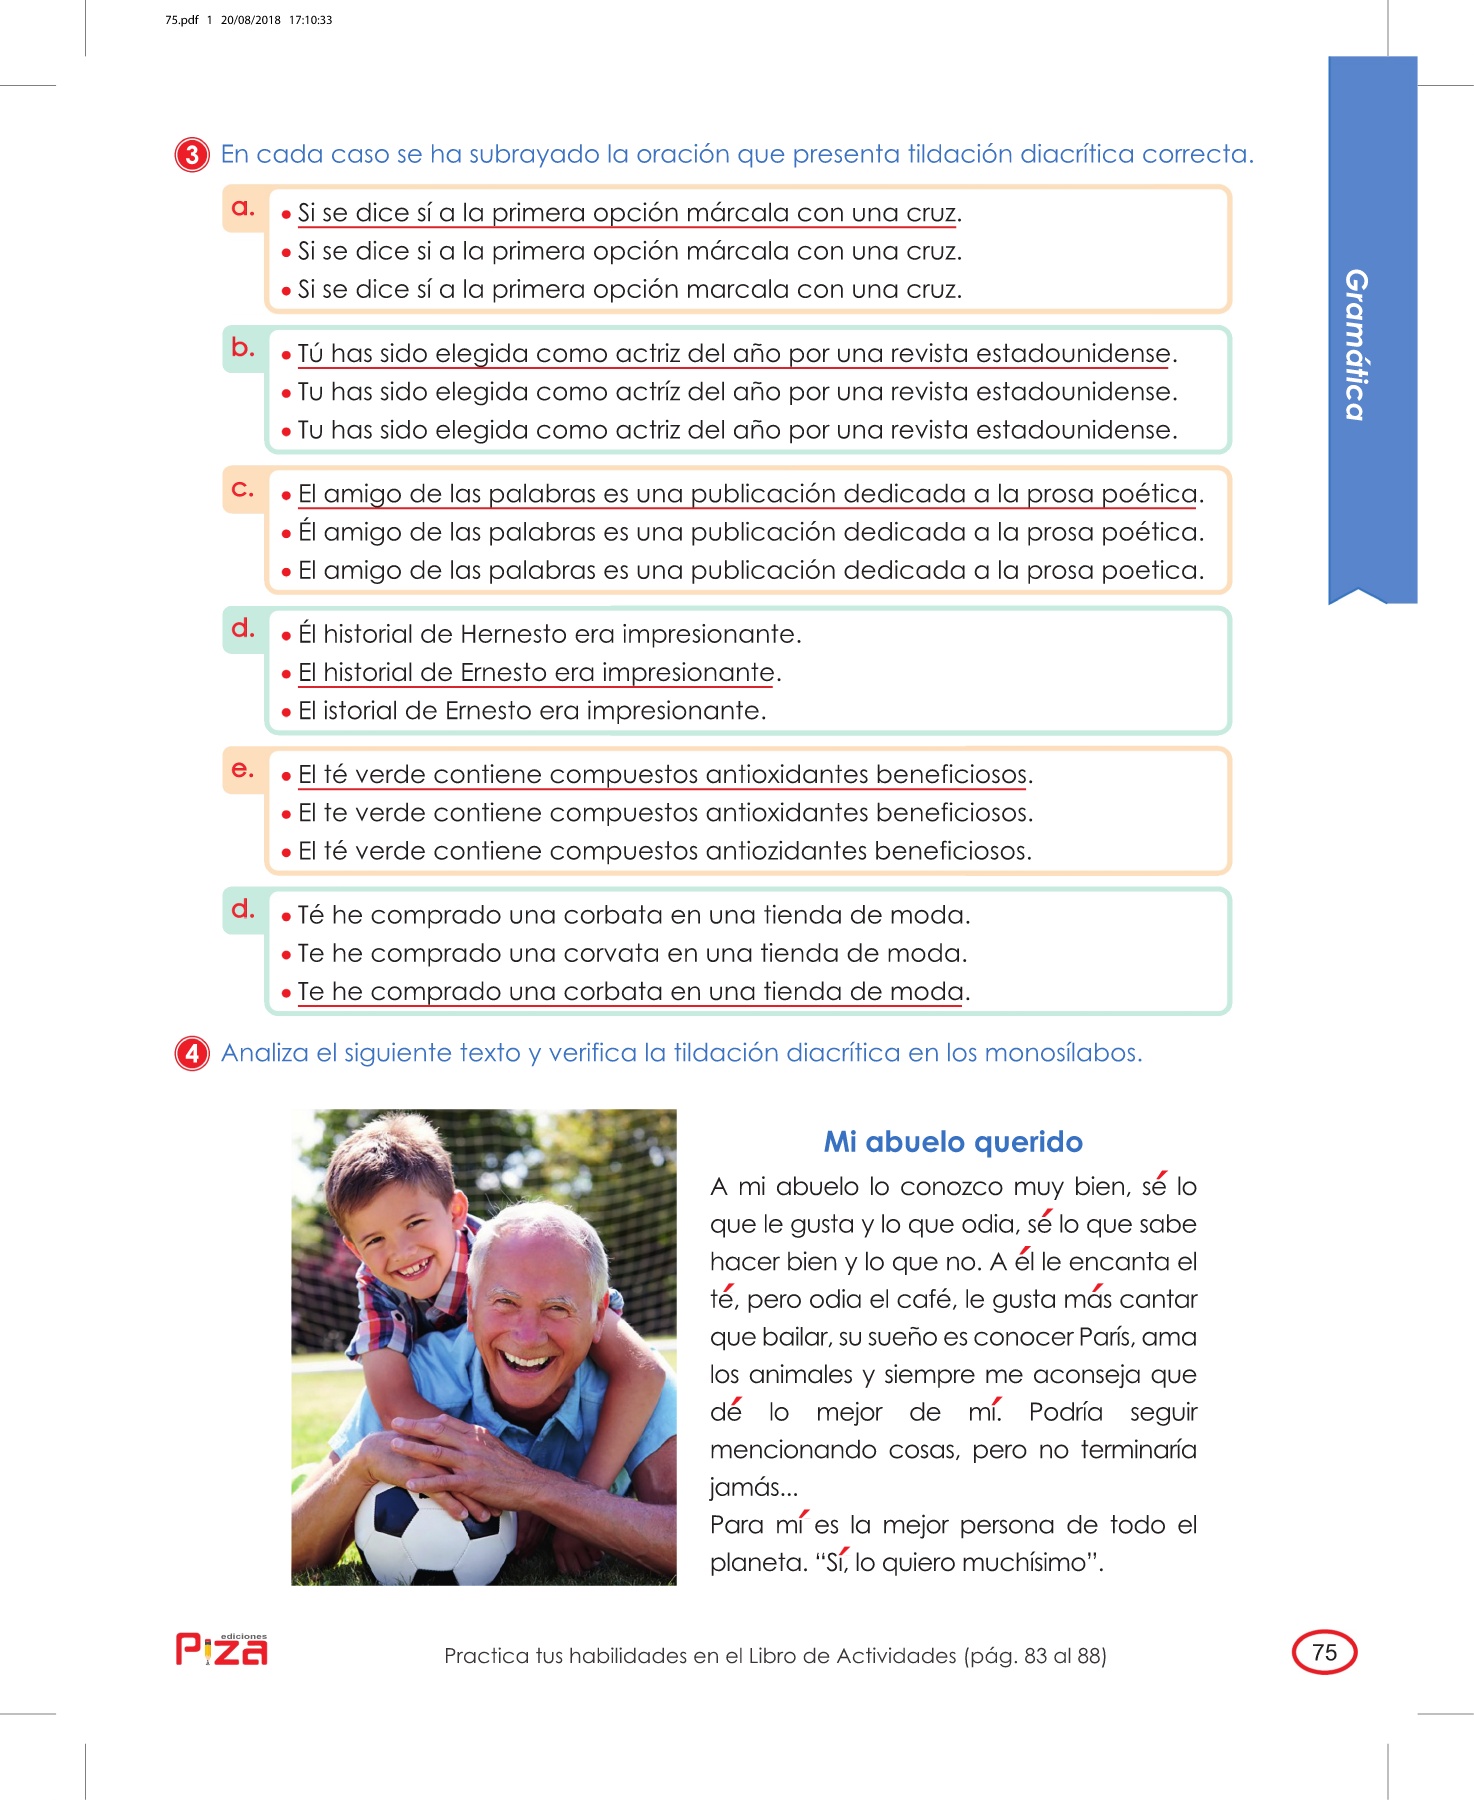 75.pdf 1 20/08/2018 17:10:33
3 En cada caso se ha subrayado la oración que presenta tildación diacrítica correcta.
a.
• Si se dice sí a la primera opción márcala con una cruz.
• Si se dice si a la primera opción márcala con una cruz.
• Si se dice sí a la primera opción marcala con una cruz.
b.
• Tú has sido elegida como actriz del año por una revista estadounidense.
• Tu has sido elegida como actríz del año por una revista estadounidense.
• Tu has sido elegida como actriz del año por una revista estadounidense.
c.
• El amigo de las palabras es una publicación dedicada a la prosa poética.
• Él amigo de las palabras es una publicación dedicada a la prosa poética.
• El amigo de las palabras es una publicación dedicada a la prosa poetica.
d.
• Él historial de Hernesto era impresionante.
• El historial de Ernesto era impresionante.
• El istorial de Ernesto era impresionante.
e.
• El té verde contiene compuestos antioxidantes beneficiosos.
• El te verde contiene compuestos antioxidantes beneficiosos.
• El té verde contiene compuestos antiozidantes beneficiosos.
d.
• Té he comprado una corbata en una tienda de moda.
• Te he comprado una corvata en una tienda de moda.
• Te he comprado una corbata en una tienda de moda.
Gramática
4 Analiza el siguiente texto y verifica la tildación diacrítica en los monosílabos.
Mi abuelo querido
A mi abuelo lo conozco muy bien, sé lo
que le gusta y lo que odia, sé lo que sabe
hacer bien y lo que no. A él le encanta el
té, pero odia el café, le gusta más cantar
que bailar, su sueño es conocer París, ama
los animales y siempre me aconseja que
dé lo mejor de mí. Podría seguir
mencionando cosas, pero no terminaría
jamás...
Para mí es la mejor persona de todo el
planeta. “Sí, lo quiero muchísimo”.
ediciones
Piza
Practica tus habilidades en el Libro de Actividades (pág. 83 al 88)
75